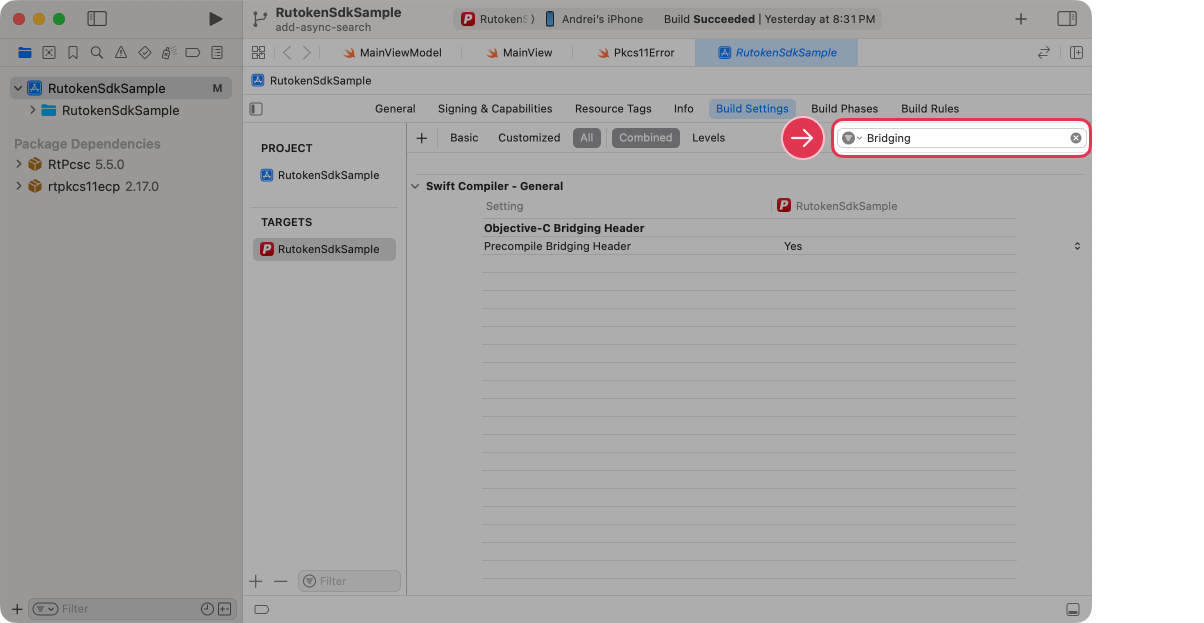 RutokenSdkSample
add-async-search
RutokenS
Andrei's iPhone
Build Succeeded | Yesterday at 8:31 PM
MainViewModel
MainView
Pkcs11Error
RutokenSdkSample
RutokenSdkSample M
RutokenSdkSample
Package Dependencies
RtPcsc 5.5.0
rtpkcs11ecp 2.17.0
Filter
RutokenSdkSample
General
Signing & Capabilities
Resource Tags
Info
Build Settings
Build Phases
Build Rules
PROJECT
RutokenSdkSample
TARGETS
RutokenSdkSample
Filter
Basic
Customized
All
Combined
Levels
Bridging
Swift Compiler - General
Setting
RutokenSdkSample
Objective-C Bridging Header
Precompile Bridging Header
Yes